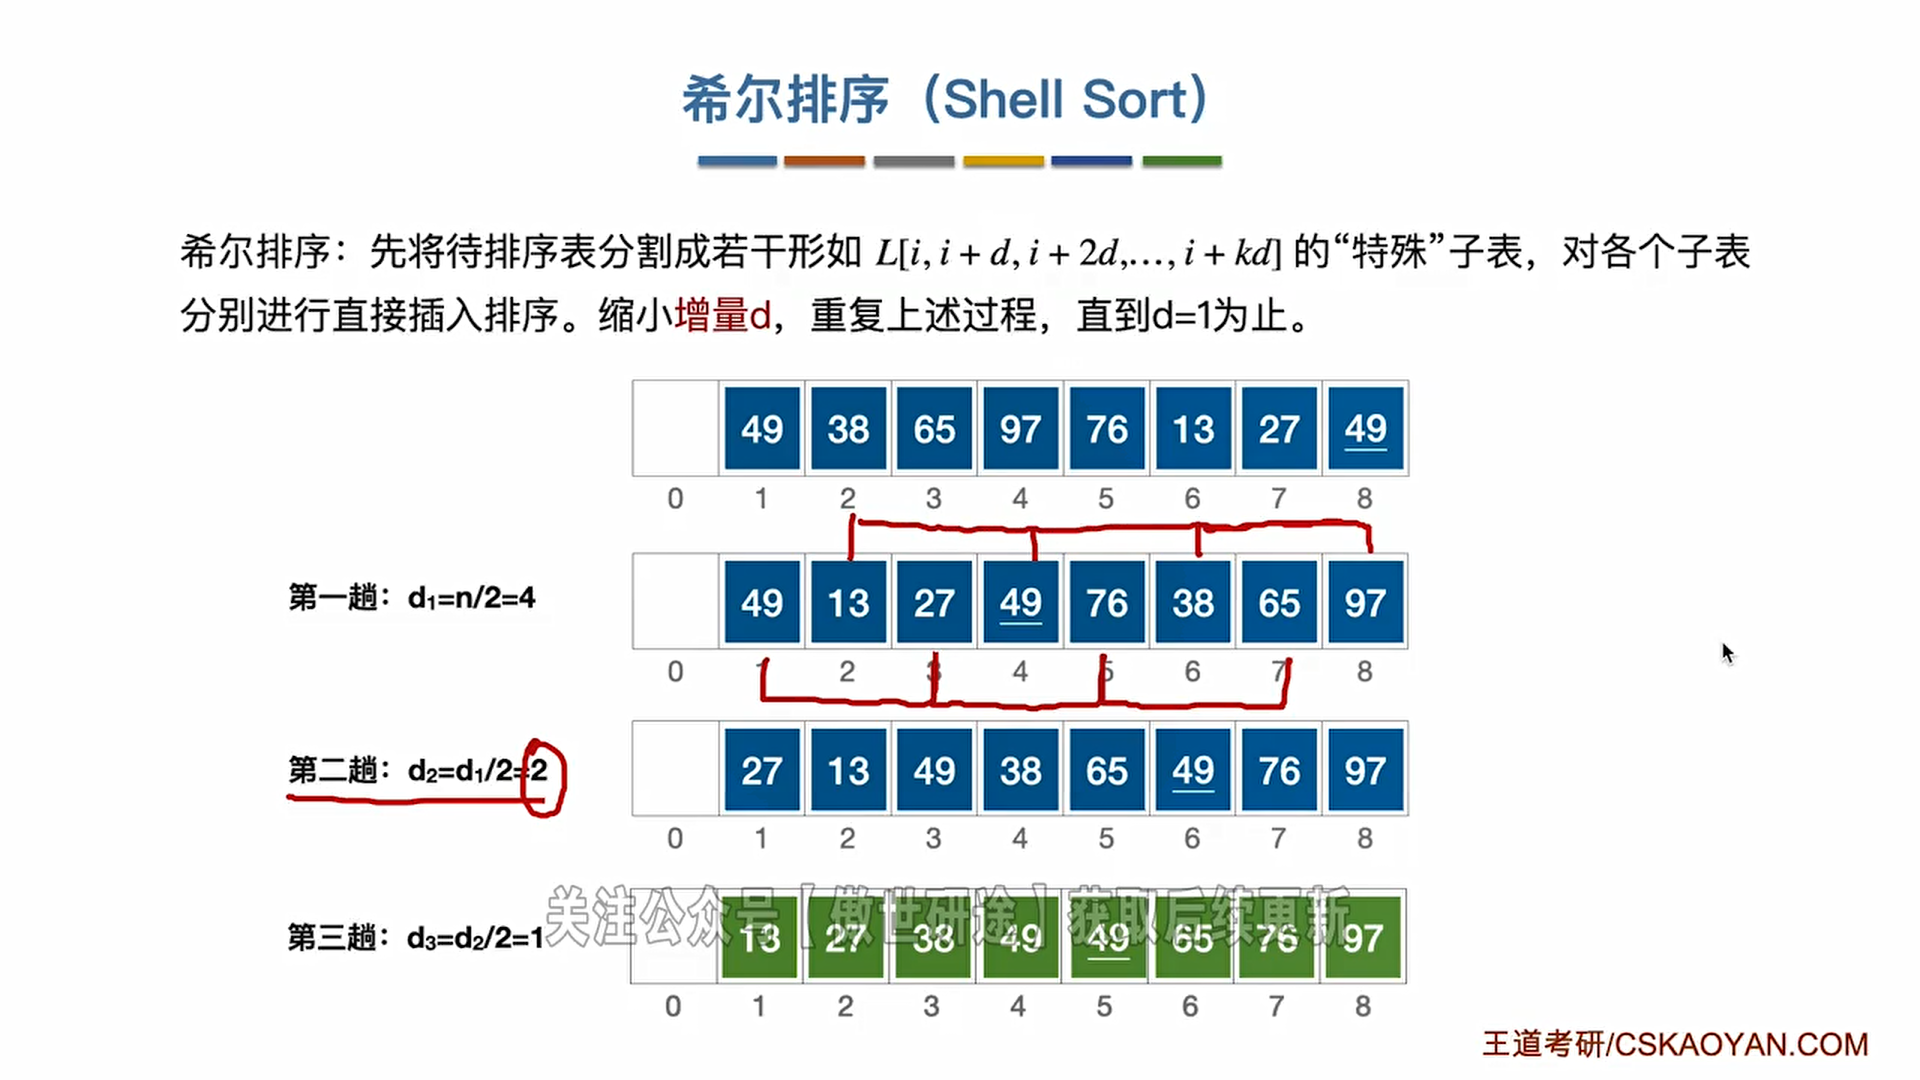 希尔排序（Shell Sort）
希尔排序：先将待排序表分割成若干形如 L[i, i + d, i + 2d,…, i + kd] 的“特殊”子表，对各个子表
分别进行直接插入排序。缩小增量d，重复上述过程，直到d=1为止。
49 38 65 97 76 13 27 49
0 1 2 3 4 5 6 7 8
第一趟：d₁=n/2=4
49 13 27 49 76 38 65 97
0 1 2 3 4 5 6 7 8
第二趟：d₂=d₁/2=2
27 13 49 38 65 49 76 97
0 1 2 3 4 5 6 7 8
关注公众号【傲世研途】获取后续更新
第三趟：d₃=d₂/2=1
13 27 38 49 49 65 76 97
0 1 2 3 4 5 6 7 8
王道考研/CSKAOYAN.COM